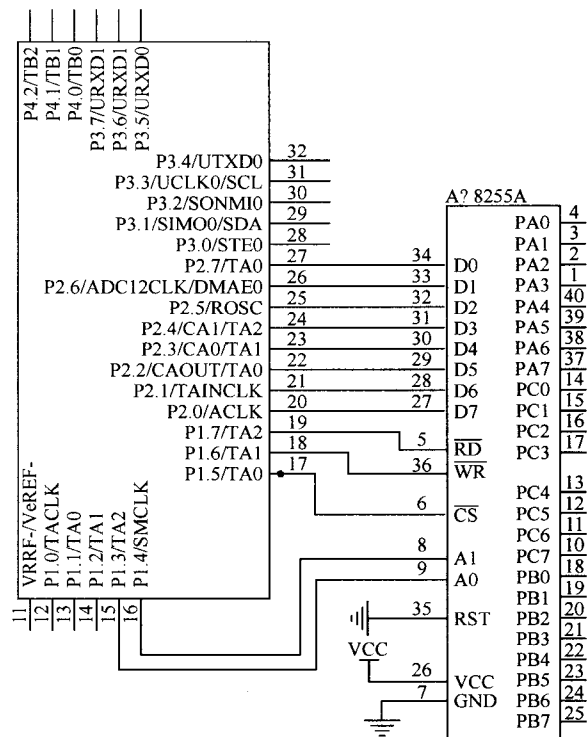 P4.2/TB2
P4.1/TB1
P4.0/TB0
P3.7/URXD1
P3.6/URXD1
P3.5/URXD0
P3.4/UTXD0 32
P3.3/UCLK0/SCL 31
P3.2/SONMI0 30
P3.1/SIMO0/SDA 29
P3.0/STE0 28
P2.7/TA0 27
P2.6/ADC12CLK/DMAE0 26
P2.5/ROSC 25
P2.4/CA1/TA2 24
P2.3/CA0/TA1 23
P2.2/CAOUT/TA0 22
P2.1/TAINCLK 21
P2.0/ACLK 20
P1.7/TA2 19
P1.6/TA1 18
P1.5/TA0 17
VRRF-/VeREF-
P1.0/TACLK
P1.1/TA0
P1.2/TA1
P1.3/TA2
P1.4/SMCLK
11
12
13
14
15
16
A? 8255A
34 D0
33 D1
32 D2
31 D3
30 D4
29 D5
28 D6
27 D7
5 RD
36 WR
6 CS
8 A1
9 A0
35 RST
VCC
26 VCC
7 GND
PA0 4
PA1 3
PA2 2
PA3 1
PA4 40
PA5 39
PA6 38
PA7 37
PC0 14
PC1 15
PC2 16
PC3 17
PC4 13
PC5 12
PC6 11
PC7 10
PB0 18
PB1 19
PB2 20
PB3 21
PB4 22
PB5 23
PB6 24
PB7 25